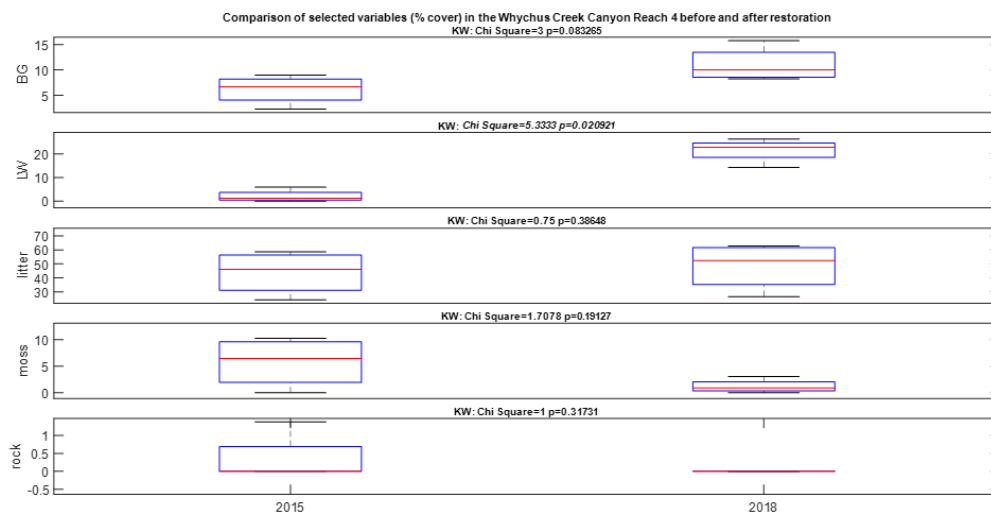 Comparison of selected variables (% cover) in the Whychus Creek Canyon Reach 4 before and after restoration
KW: Chi Square=3 p=0.083265
15
10
5
BG
KW: Chi Square=5.3333 p=0.020921
20
10
0
LW
KW: Chi Square=0.75 p=0.38648
70
60
50
40
30
litter
KW: Chi Square=1.7078 p=0.19127
10
5
0
moss
KW: Chi Square=1 p=0.31731
1
0.5
0
-0.5
rock
2015 2018